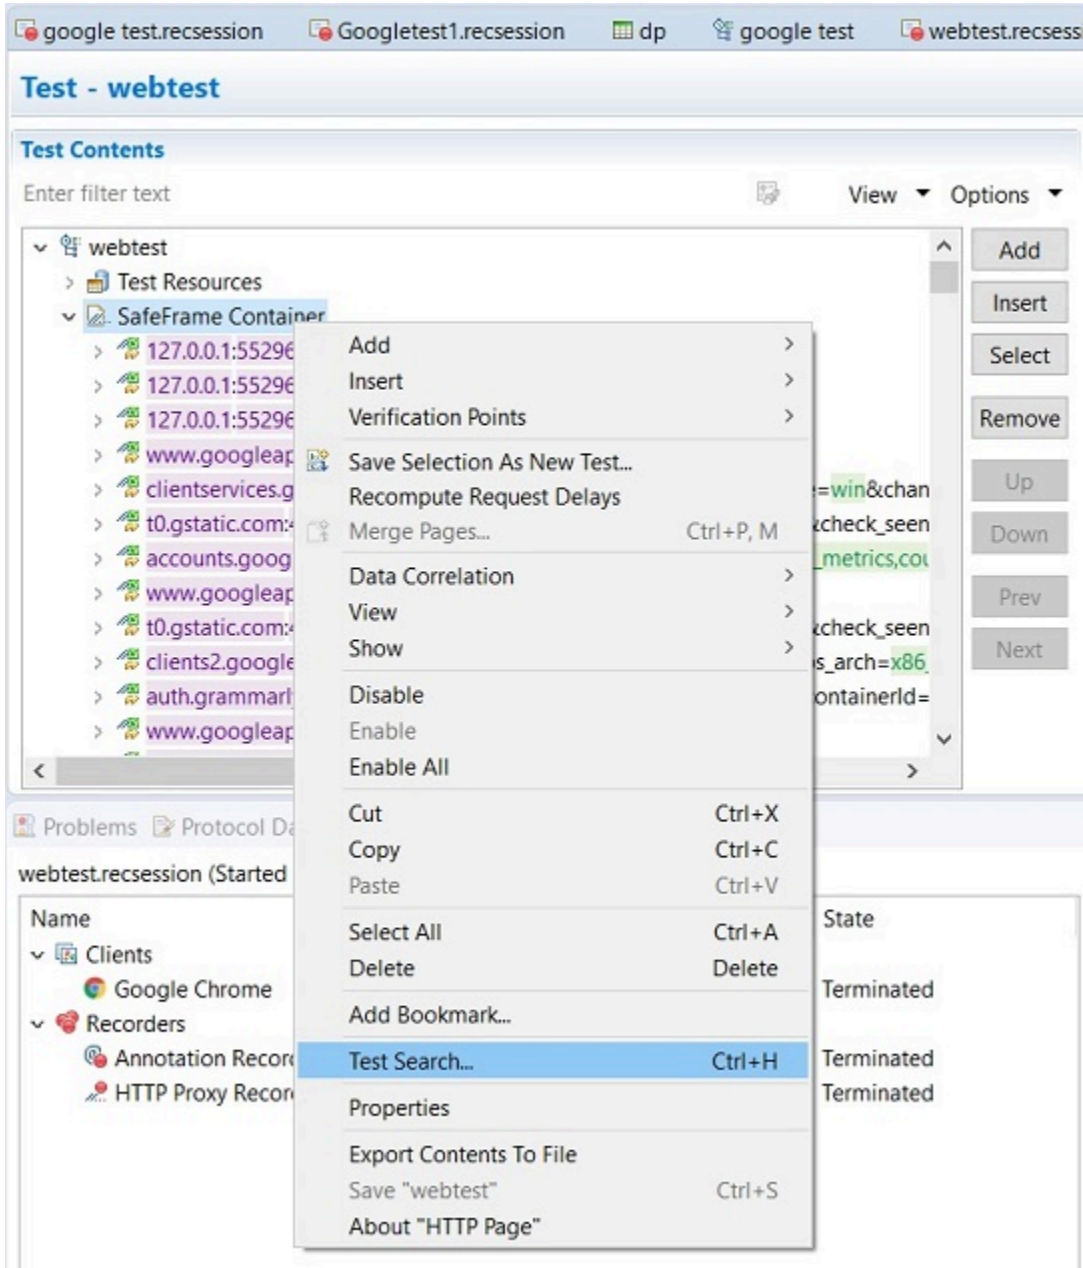 google test.recsession Googletest1.recsession dp google test webtest.recsess
Test - webtest
Test Contents
Enter filter text View Options
webtest
Test Resources
SafeFrame Container
127.0.0.1:55296
127.0.0.1:55296
127.0.0.1:55296
www.googleap
clientservices.g =win&chan
t0.gstatic.com: &check_seen
accounts.goog _metrics,cou
www.googleap
t0.gstatic.com: &check_seen
clients2.google s_arch=x86_
auth.grammarl ontainerId=
www.googleap
Add
Insert
Select
Remove
Up
Down
Prev
Next
Add
Insert
Verification Points
Save Selection As New Test...
Recompute Request Delays
Merge Pages... Ctrl+P, M
Data Correlation
View
Show
Disable
Enable
Enable All
Cut Ctrl+X
Copy Ctrl+C
Paste Ctrl+V
Select All Ctrl+A
Delete Delete
Add Bookmark...
Test Search... Ctrl+H
Properties
Export Contents To File
Save "webtest" Ctrl+S
About "HTTP Page"
Problems Protocol Da
webtest.recsession (Started
Name State
Clients
Google Chrome Terminated
Recorders
Annotation Recor Terminated
HTTP Proxy Recor Terminated